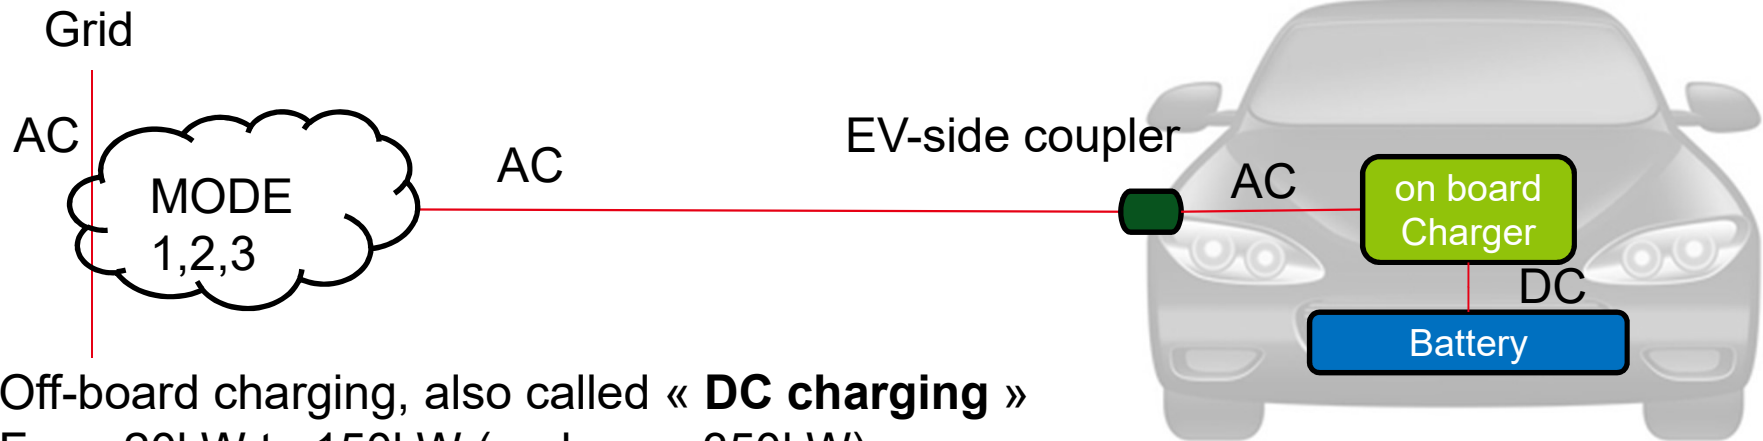 Grid
AC
MODE
1,2,3
AC
EV-side coupler
AC
on board
Charger
DC
Battery
Off-board charging, also called « DC charging »